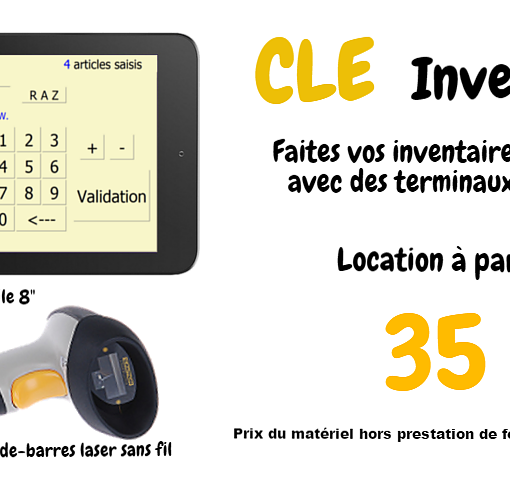 4 articles saisis
RAZ
w.
1 2 3
4 5 6
7 8 9
0 <---
+ -
Validation
le 8"
de-barres laser sans fil
CLE Inve
Faites vos inventaire
avec des terminaux
Location à par
35
Prix du matériel hors prestation de fo